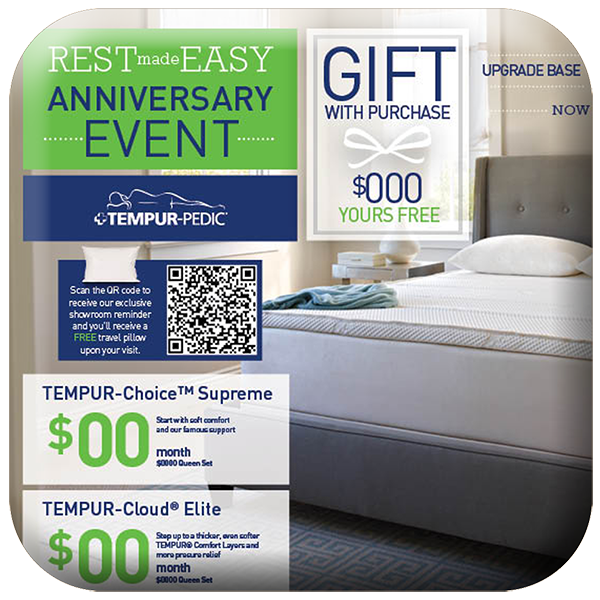 REST made EASY
ANNIVERSARY
EVENT
TEMPUR-PEDIC
GIFT
WITH PURCHASE
$000
YOURS FREE
UPGRADE BASE
NOW
Scan the QR code to
receive our exclusive
showroom reminder
and you'll receive a
FREE travel pillow
upon your visit.
TEMPUR-Choice™ Supreme
$00
Start with soft comfort
and our famous support
month
$0000 Queen Set
TEMPUR-Cloud® Elite
$00
Step up to a thicker, even softer
TEMPUR® Comfort Layers and
more presure relief
month
$0000 Queen Set